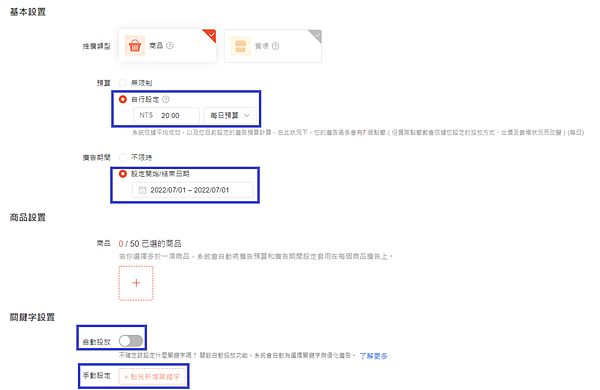 基本設置
推廣類型
商品
賣場
預算
無限制
自行設定
NT$ 20.00 每日預算
系統依據平均成效，以及您目前設定的廣告預算計算，在此狀況下，您的廣告最多會有7 個點擊 ( 但實際點擊數會依據您設定的投放方式、出價及賣場狀況而改變 ) (每日)
廣告期間
不限時
設定開始/結束日期
2022/07/01 – 2022/07/01
商品設置
商品
0 / 50 已選的商品
若你選擇多於一項商品，系統會自動將廣告預算和廣告期間設定套用在每個商品廣告上。
+
關鍵字設置
自動投放
不確定該設定什麼關鍵字嗎？ 開啟自動投放功能，系統會自動為選擇關鍵字與優化廣告。 了解更多
手動設定
+ 點我新增關鍵字